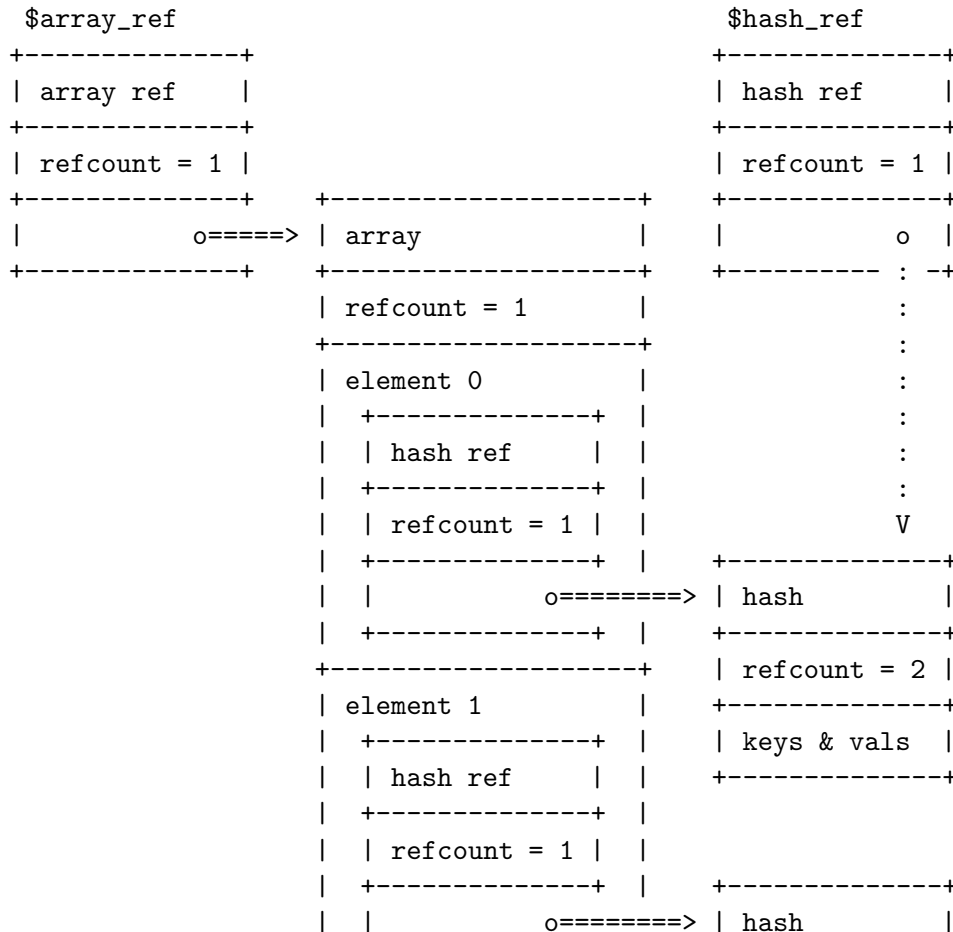 $array_ref                                    $hash_ref
+--------------+                              +--------------+
| array ref    |                              | hash ref     |
+--------------+                              +--------------+
| refcount = 1 |                              | refcount = 1 |
+--------------+    +--------------------+    +--------------+
|           o=====> | array              |    |           o  |
+--------------+    +--------------------+    +---------- : -+
                    | refcount = 1       |                :
                    +--------------------+                :
                    | element 0          |                :
                    |  +--------------+  |                :
                    |  | hash ref     |  |                :
                    |  +--------------+  |                :
                    |  | refcount = 1 |  |                V
                    |  +--------------+  |    +--------------+
                    |  |           o========> | hash         |
                    |  +--------------+  |    +--------------+
                    +--------------------+    | refcount = 2 |
                    | element 1          |    +--------------+
                    |  +--------------+  |    | keys & vals  |
                    |  | hash ref     |  |    +--------------+
                    |  +--------------+  |
                    |  | refcount = 1 |  |
                    |  +--------------+  |    +--------------+
                    |  |           o========> | hash         |